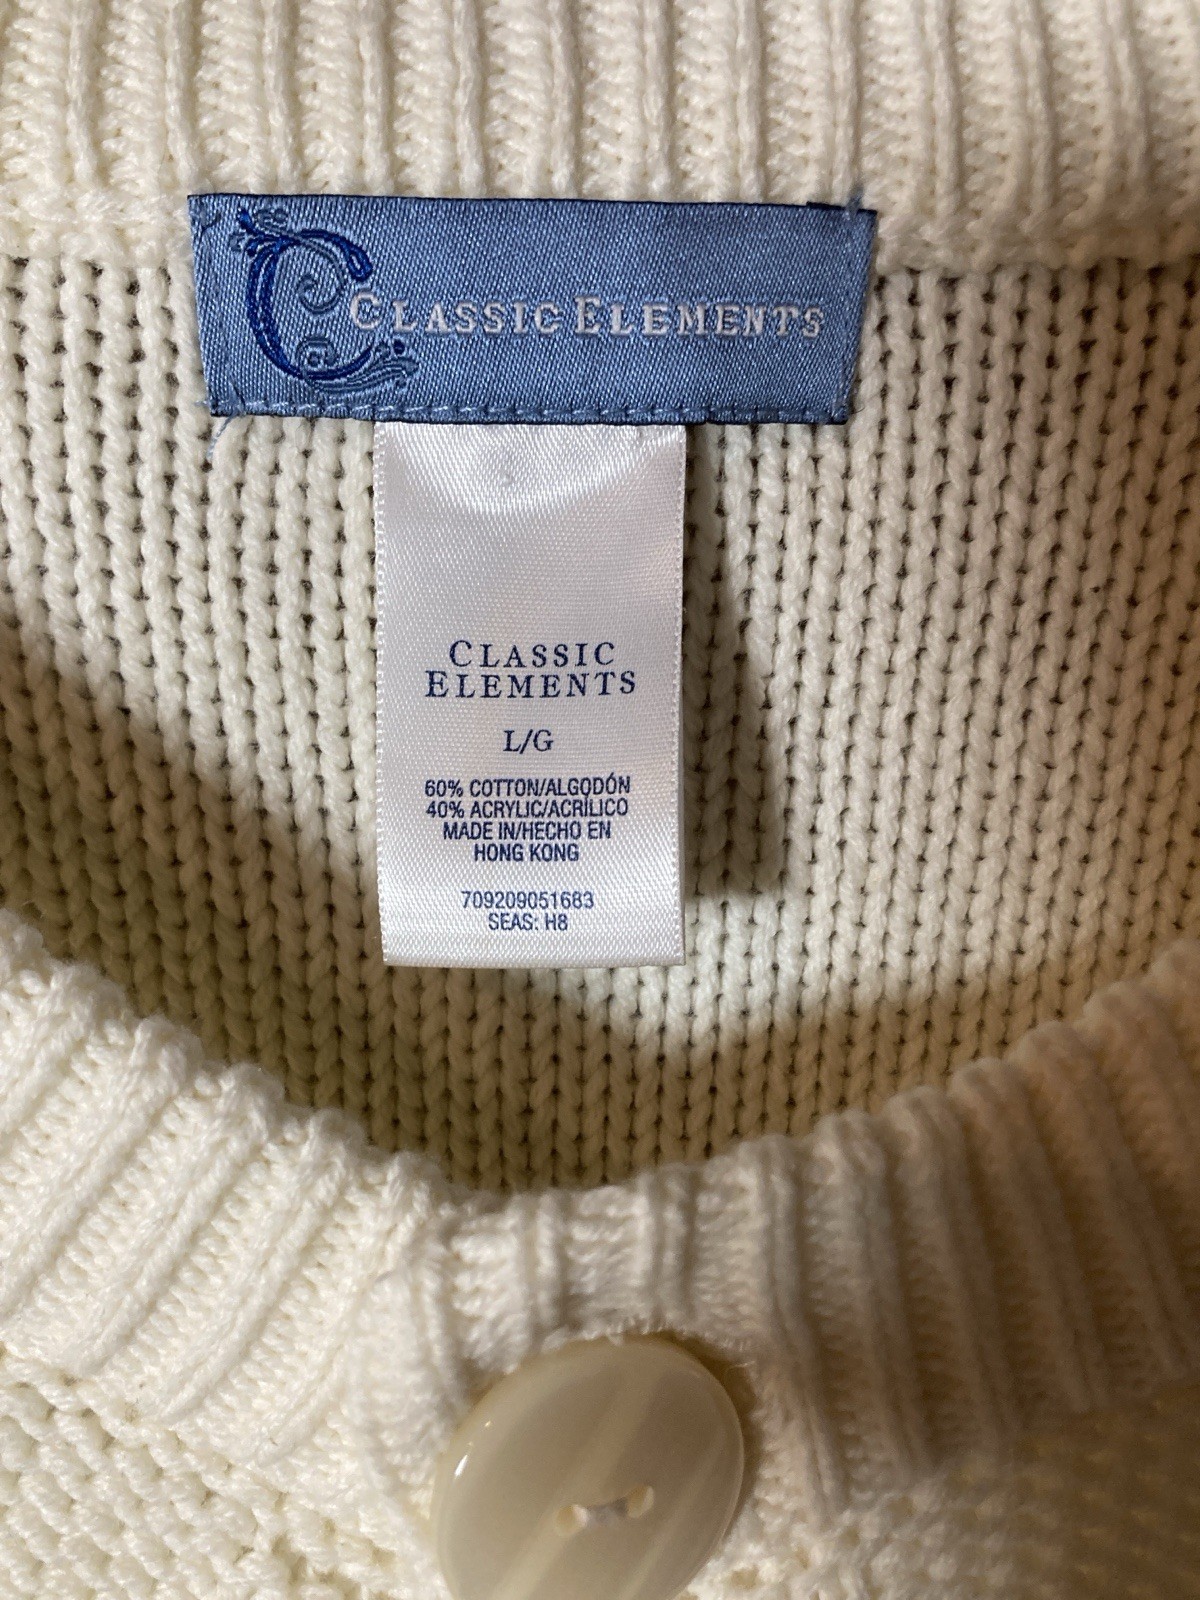 CLASSIC ELEMENTS
CLASSIC
ELEMENTS
L/G
60% COTTON/ALGODÓN
40% ACRYLIC/ACRÍLICO
MADE IN/HECHO EN
HONG KONG
709209051683
SEAS: H8